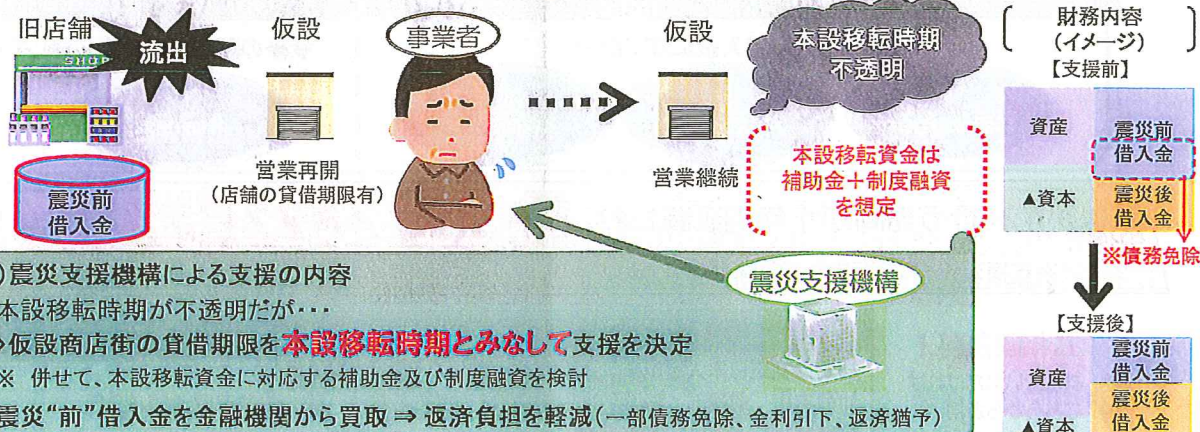 旧店舗
流出
SHOP
震災前
借入金
仮設
営業再開
(店舗の貸借期限有)
事業者
仮設
営業継続
本設移転時期
不透明
本設移転資金は
補助金+制度融資
を想定
財務内容
(イメージ)
【支援前】
資産
震災前
借入金
▲資本
震災後
借入金
※債務免除
【支援後】
資産
震災前
借入金
▲資本
震災後
借入金
震災支援機構
)震災支援機構による支援の内容
本設移転時期が不透明だが・・・
仮設商店街の貸借期限を本設移転時期とみなして支援を決定
※ 併せて、本設移転資金に対応する補助金及び制度融資を検討
震災“前”借入金を金融機関から買取⇒返済負担を軽減(一部債務免除、金利引下、返済猶予)